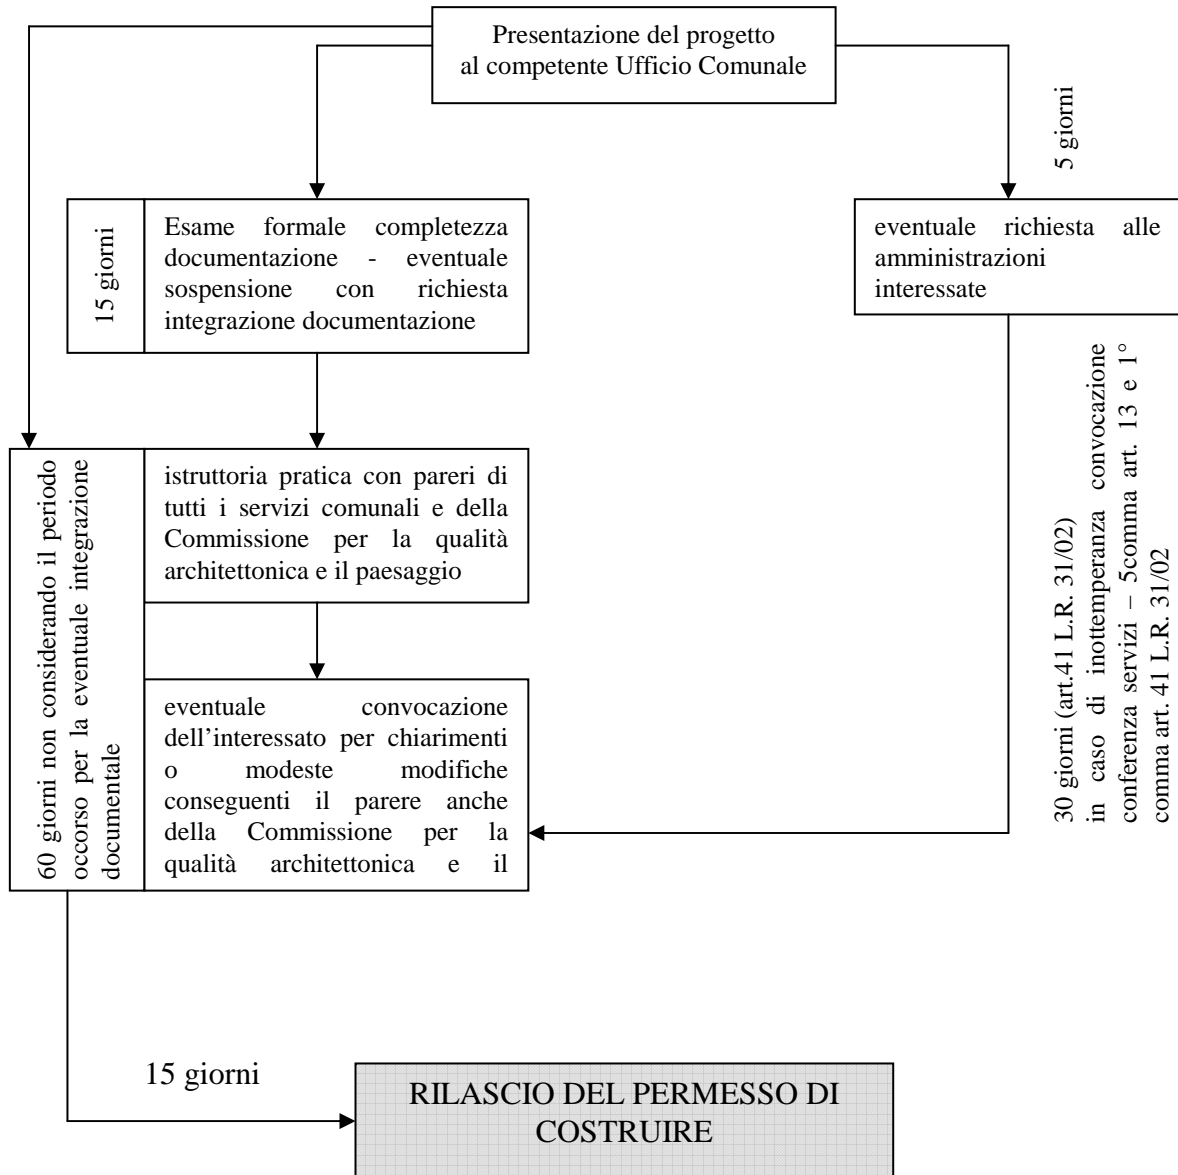 Presentazione del progetto
al competente Ufficio Comunale
5 giorni
15 giorni
Esame formale completezza
documentazione - eventuale
sospensione con richiesta
integrazione documentazione
eventuale richiesta alle
amministrazioni
interessate
60 giorni non considerando il periodo
occorso per la eventuale integrazione
documentale
istruttoria pratica con pareri di
tutti i servizi comunali e della
Commissione per la qualità
architettonica e il paesaggio
eventuale convocazione
dell’interessato per chiarimenti
o modeste modifiche
conseguenti il parere anche
della Commissione per la
qualità architettonica e il
30 giorni (art.41 L.R. 31/02)
in caso di inottemperanza convocazione
conferenza servizi – 5comma art. 13 e 1°
comma art. 41 L.R. 31/02
15 giorni
RILASCIO DEL PERMESSO DI
COSTRUIRE